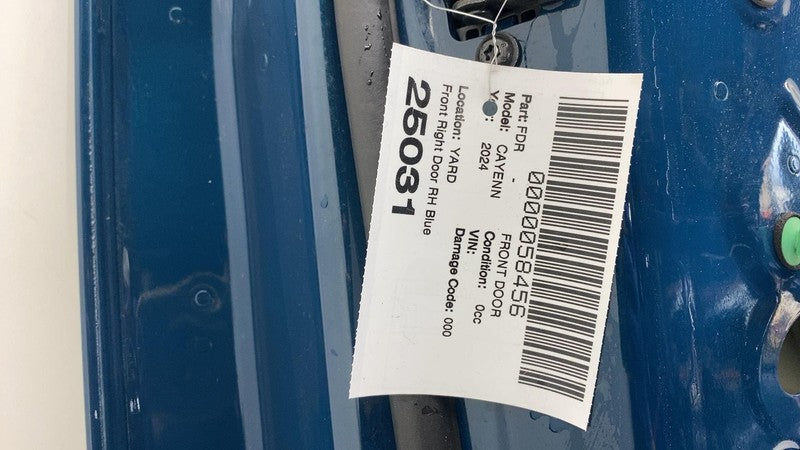 0000058456
Part: FDR - FRONT DOOR
Model: CAYENN Condition: 0cc
2024 VIN:
Location: YARD Damage Code: 000
Front Right Door RH Blue
25031